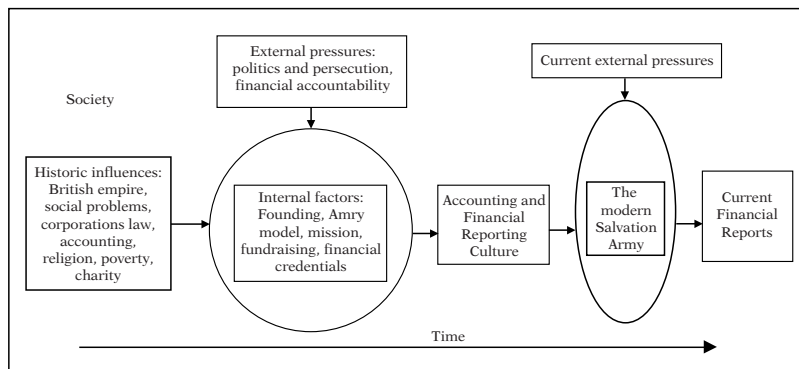 External pressures:
politics and persecution,
financial accountability
Current external pressures
Society
Historic influences:
British empire,
social problems,
corporations law,
accounting,
religion, poverty,
charity
Internal factors:
Founding, Amry
model, mission,
fundraising, financial
credentials
Accounting and
Financial
Reporting
Culture
The
modern
Salvation
Army
Current
Financial
Reports
Time